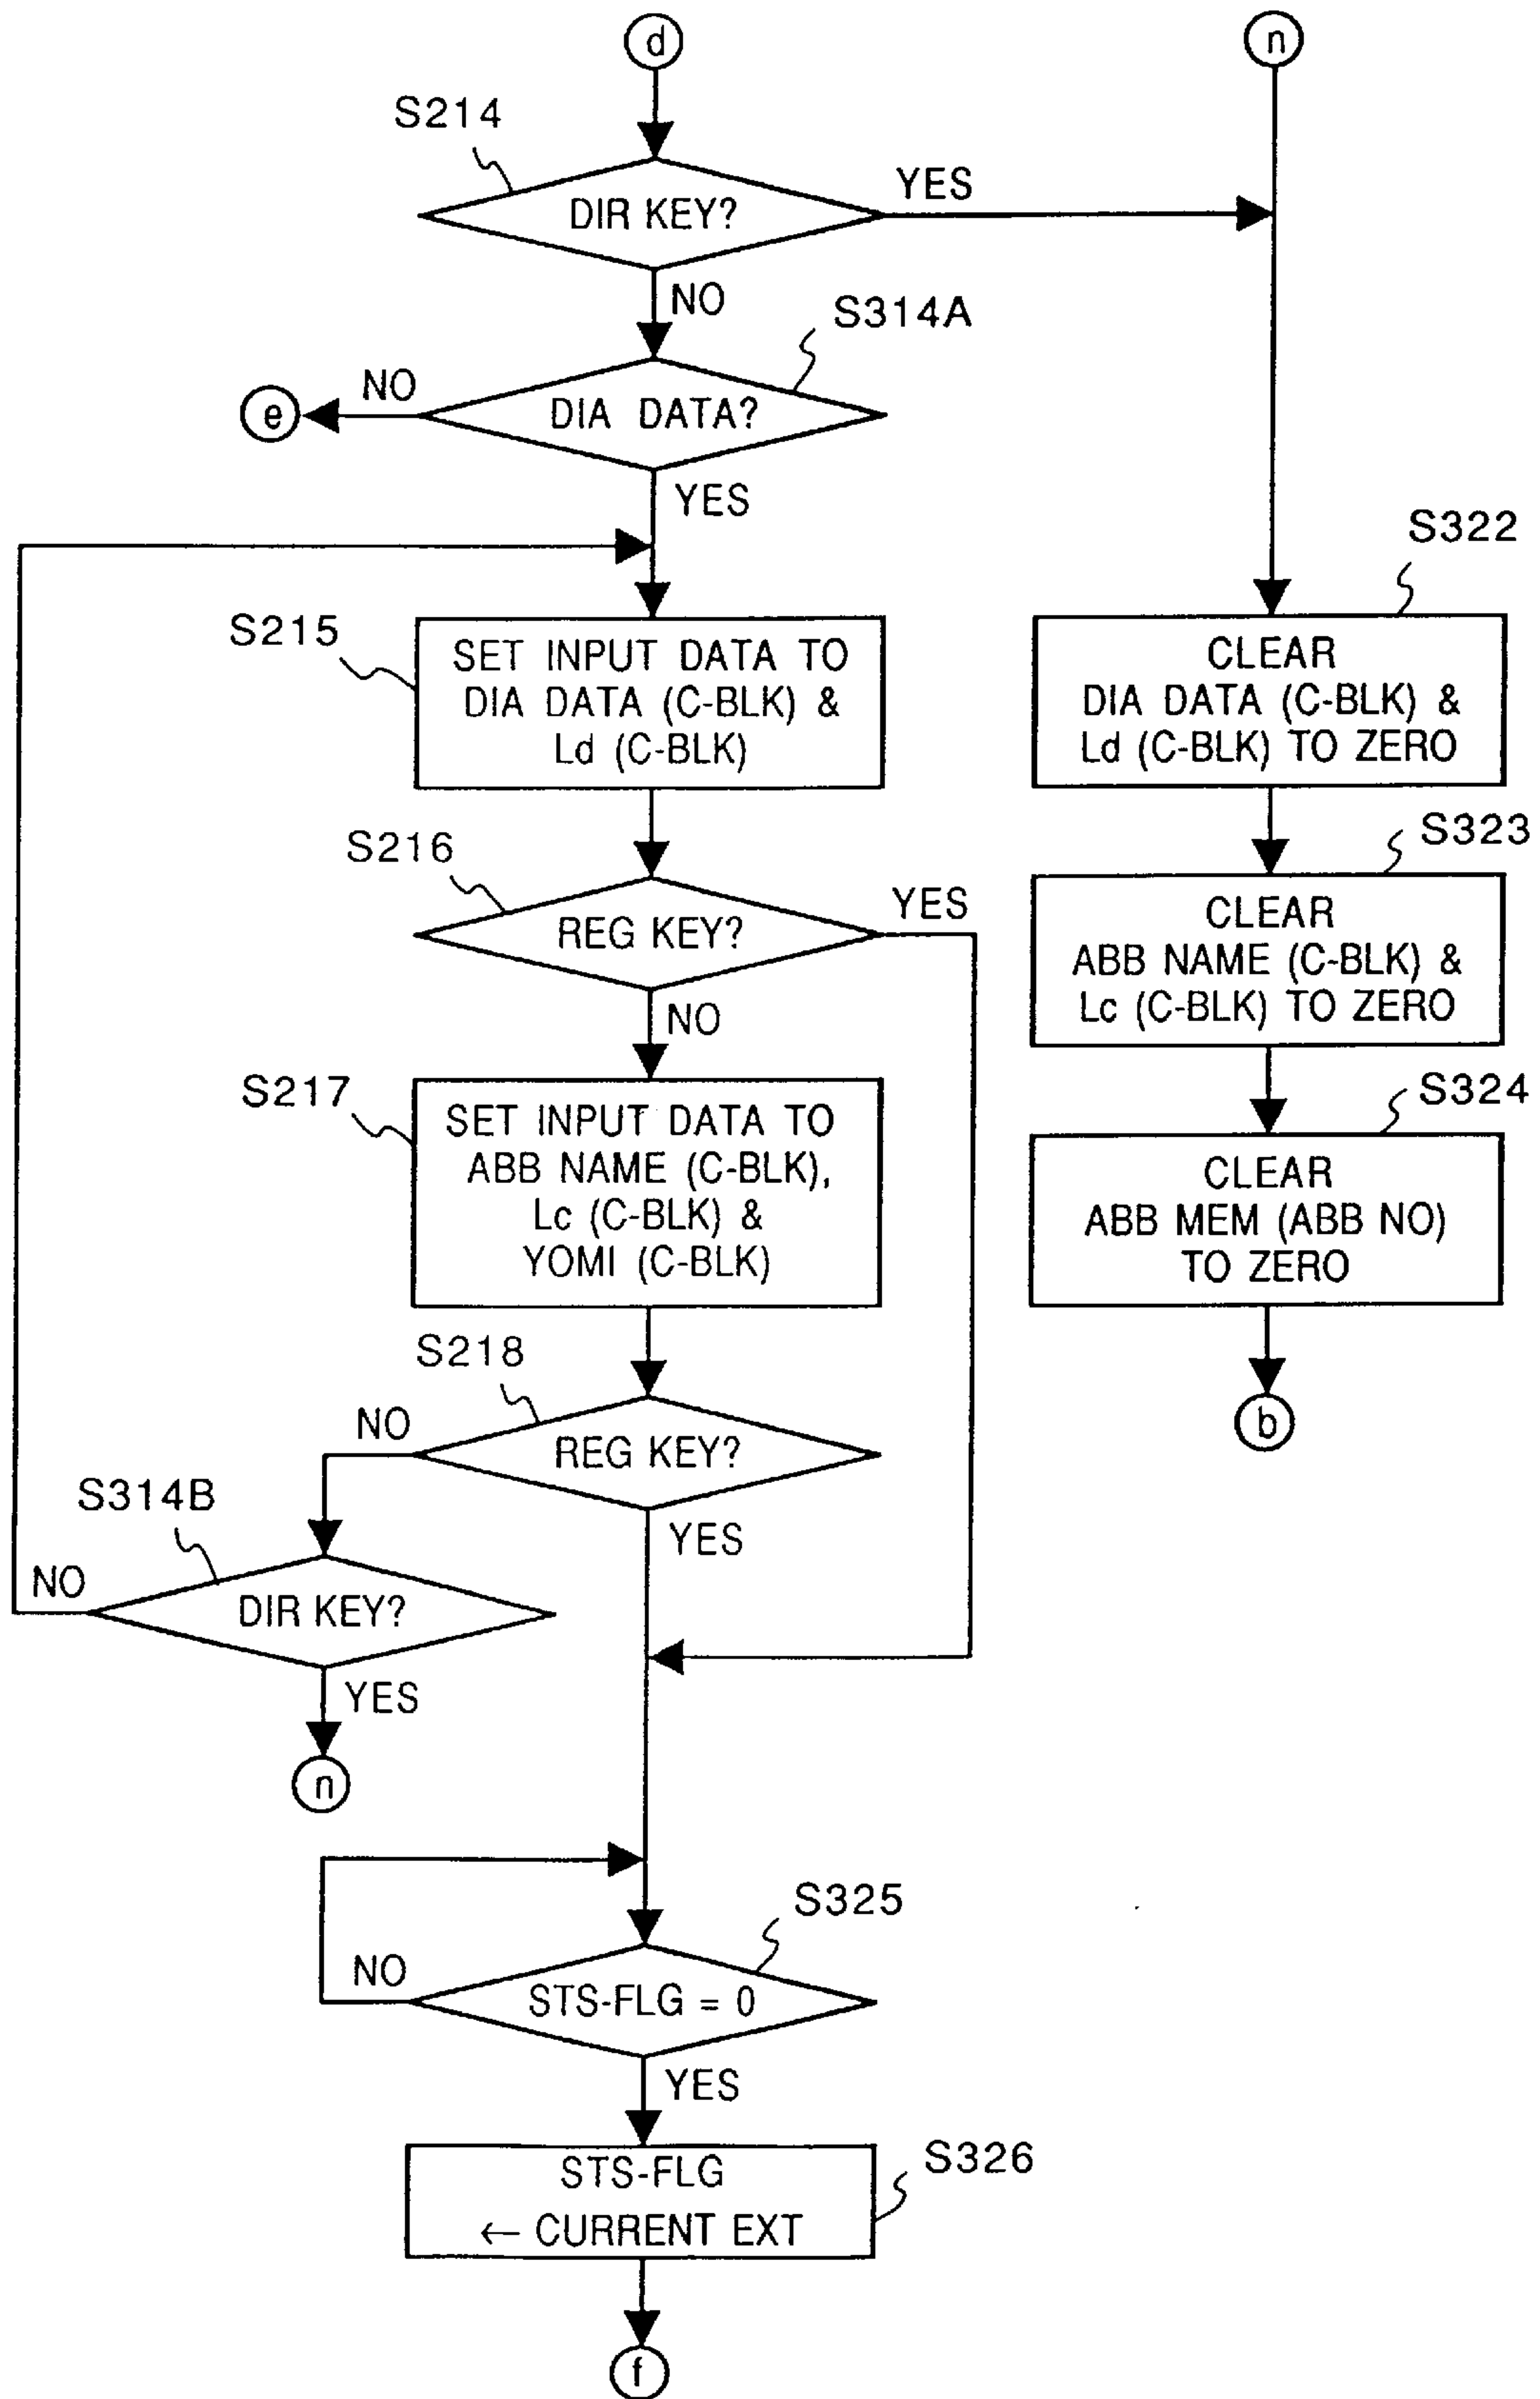 d
n
S214
DIR KEY?
YES
NO
S314A
e
NO
DIA DATA?
YES
S215
SET INPUT DATA TO
DIA DATA (C-BLK) &
Ld (C-BLK)
S322
CLEAR
DIA DATA (C-BLK) &
Ld (C-BLK) TO ZERO
S216
REG KEY?
YES
NO
S323
CLEAR
ABB NAME (C-BLK) &
Lc (C-BLK) TO ZERO
S217
SET INPUT DATA TO
ABB NAME (C-BLK),
Lc (C-BLK) &
YOMI (C-BLK)
S324
CLEAR
ABB MEM (ABB NO)
TO ZERO
b
S218
NO
REG KEY?
YES
S314B
NO
DIR KEY?
YES
n
S325
NO
STS-FLG = 0
YES
S326
STS-FLG
← CURRENT EXT
f